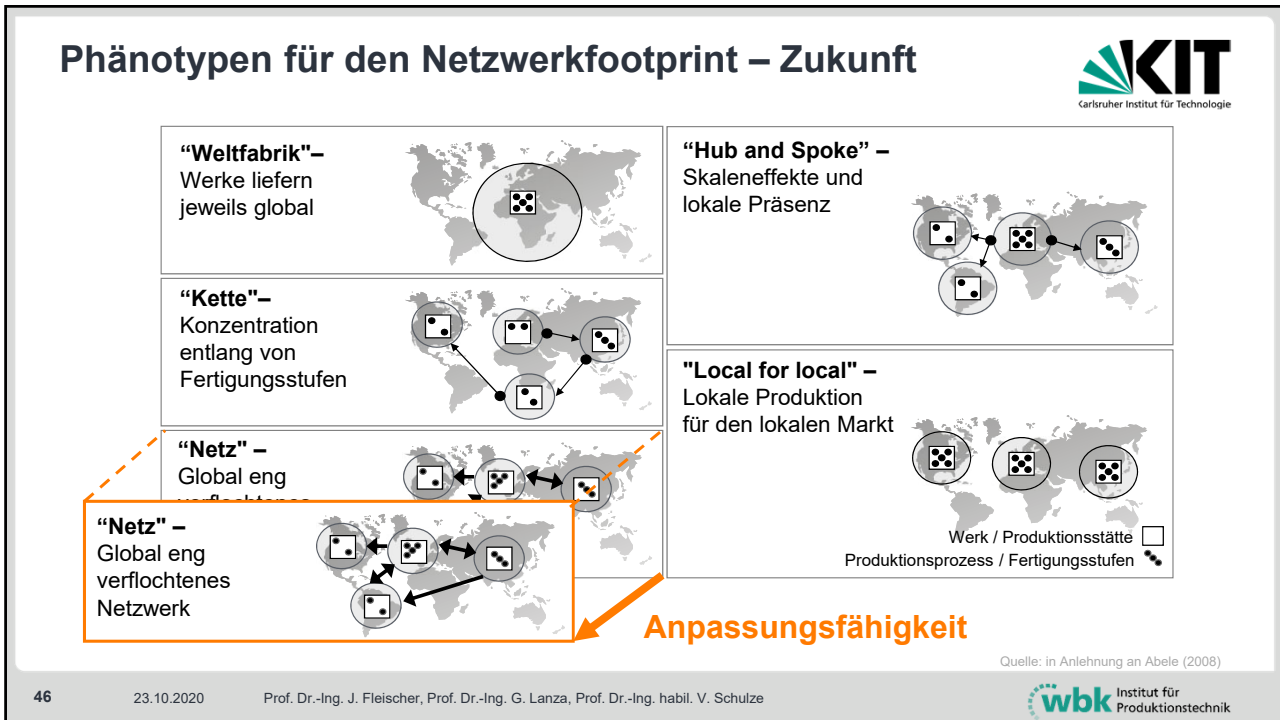 Phänotypen für den Netzwerkfootprint – Zukunft
KIT
Karlsruher Institut für Technologie
“Weltfabrik"–
Werke liefern
jeweils global
“Kette"–
Konzentration
entlang von
Fertigungsstufen
“Netz" –
Global eng
“Netz" –
Global eng
verflochtenes
Netzwerk
“Hub and Spoke” –
Skaleneffekte und
lokale Präsenz
"Local for local" –
Lokale Produktion
für den lokalen Markt
Werk / Produktionsstätte
Produktionsprozess / Fertigungsstufen
Anpassungsfähigkeit
Quelle: in Anlehnung an Abele (2008)
46 23.10.2020 Prof. Dr.-Ing. J. Fleischer, Prof. Dr.-Ing. G. Lanza, Prof. Dr.-Ing. habil. V. Schulze
wbk Institut für
Produktionstechnik